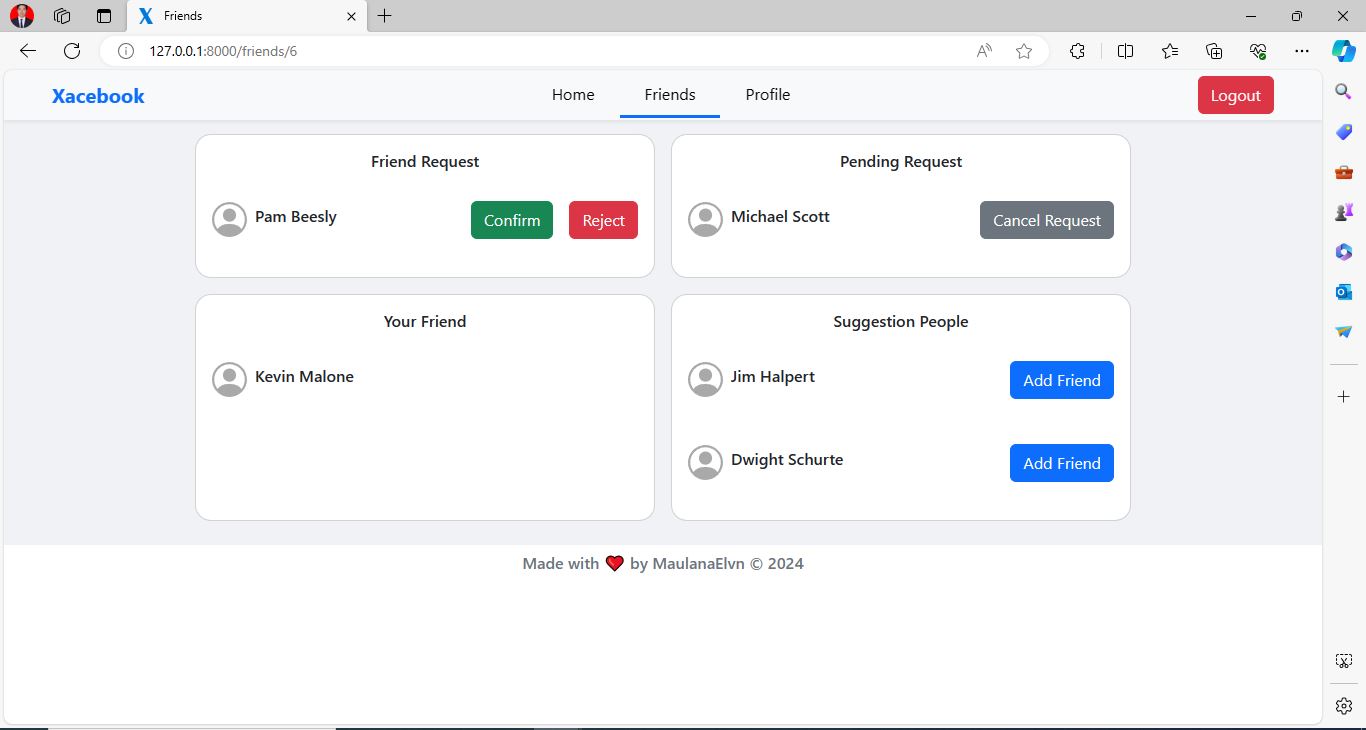 Friends
127.0.0.1:8000/friends/6
Xacebook
Home
Friends
Profile
Logout
Friend Request
Pam Beesly
Confirm
Reject
Pending Request
Michael Scott
Cancel Request
Your Friend
Kevin Malone
Suggestion People
Jim Halpert
Add Friend
Dwight Schurte
Add Friend
Made with ❤️ by MaulanaElvn © 2024